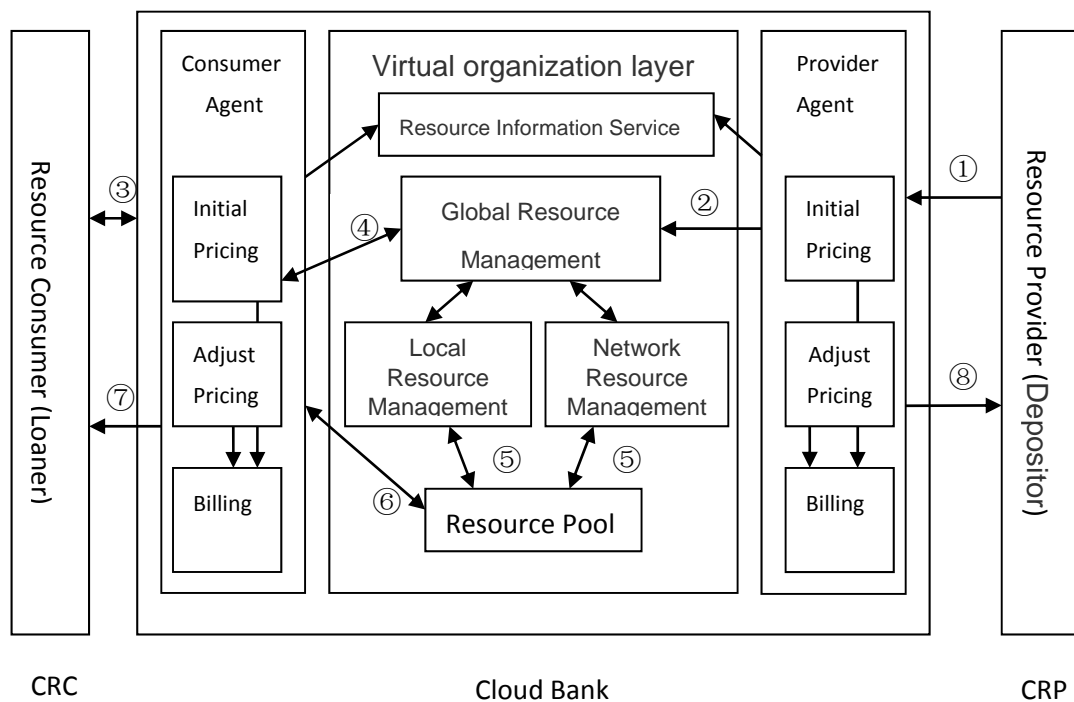 Resource Consumer (Loaner)
③
⑦
Consumer
Agent
Initial
Pricing
Adjust
Pricing
Billing
Virtual organization layer
Resource Information Service
Global Resource
Management
④
②
Local
Resource
Management
Network
Resource
Management
⑤
⑤
⑥
Resource Pool
Provider
Agent
Initial
Pricing
Adjust
Pricing
Billing
①
⑧
Resource Provider (Depositor)
CRC
Cloud Bank
CRP